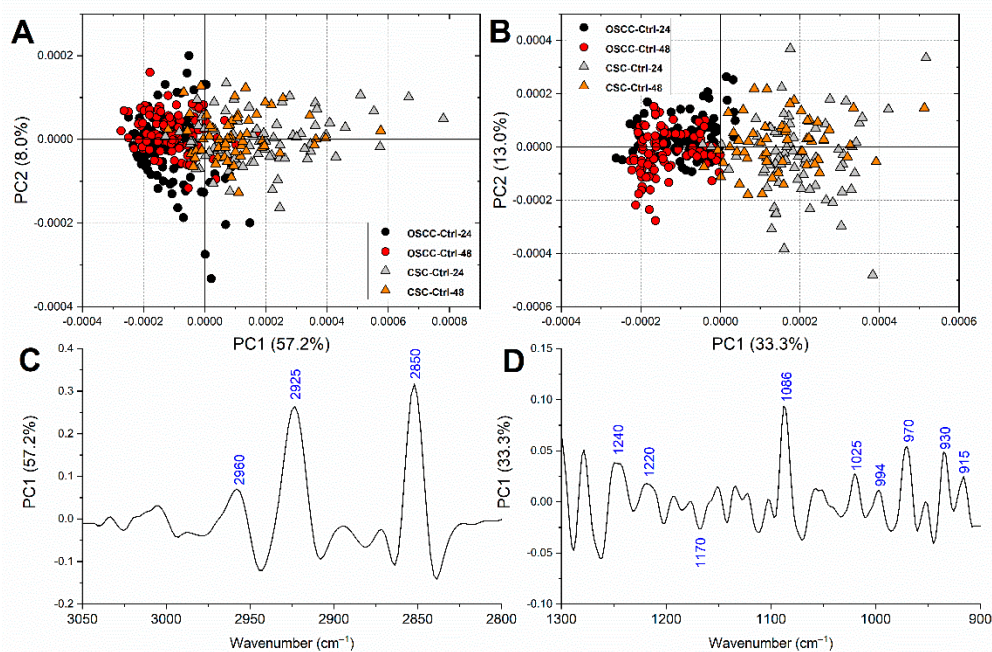 A
OSCC-Ctrl-24
OSCC-Ctrl-48
CSC-Ctrl-24
CSC-Ctrl-48
PC2 (8.0%)
0.0002
0.0000
-0.0002
-0.0004
-0.0004 -0.0002 0.0000 0.0002 0.0004 0.0006 0.0008
PC1 (57.2%)
B
OSCC-Ctrl-24
OSCC-Ctrl-48
CSC-Ctrl-24
CSC-Ctrl-48
PC2 (13.0%)
0.0004
0.0002
0.0000
-0.0002
-0.0004
-0.0006
-0.0004 -0.0002 0.0000 0.0002 0.0004 0.0006
PC1 (33.3%)
C
PC1 (57.2%)
0.4
0.3
0.2
0.1
0.0
-0.1
-0.2
2960
2925
2850
3050 3000 2950 2900 2850 2800
Wavenumber (cm⁻¹)
D
PC1 (33.3%)
0.15
0.10
0.05
0.00
-0.05
-0.10
1240
1220
1170
1086
1025
994
970
930
915
1300 1200 1100 1000 900
Wavenumber (cm⁻¹)